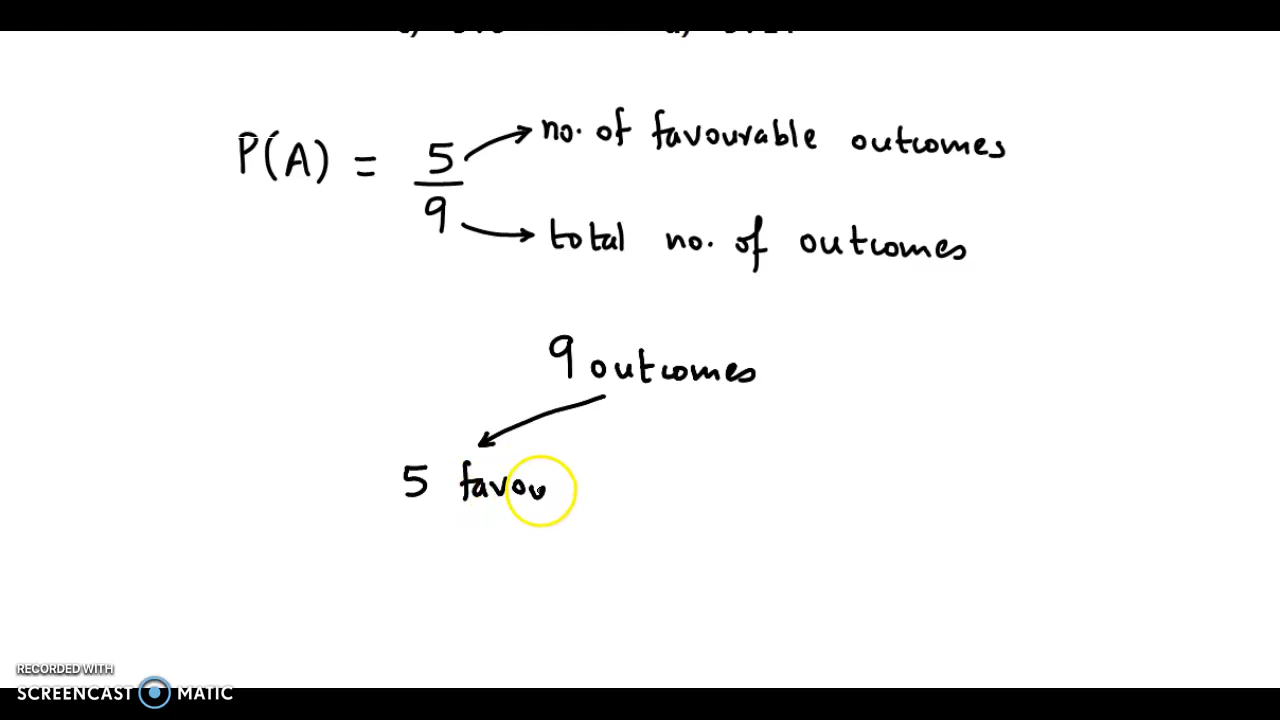 P(A) = 5/9
no. of favourable outcomes
total no. of outcomes
9 outcomes
5 favou
RECORDED WITH
SCREENCAST MATIC